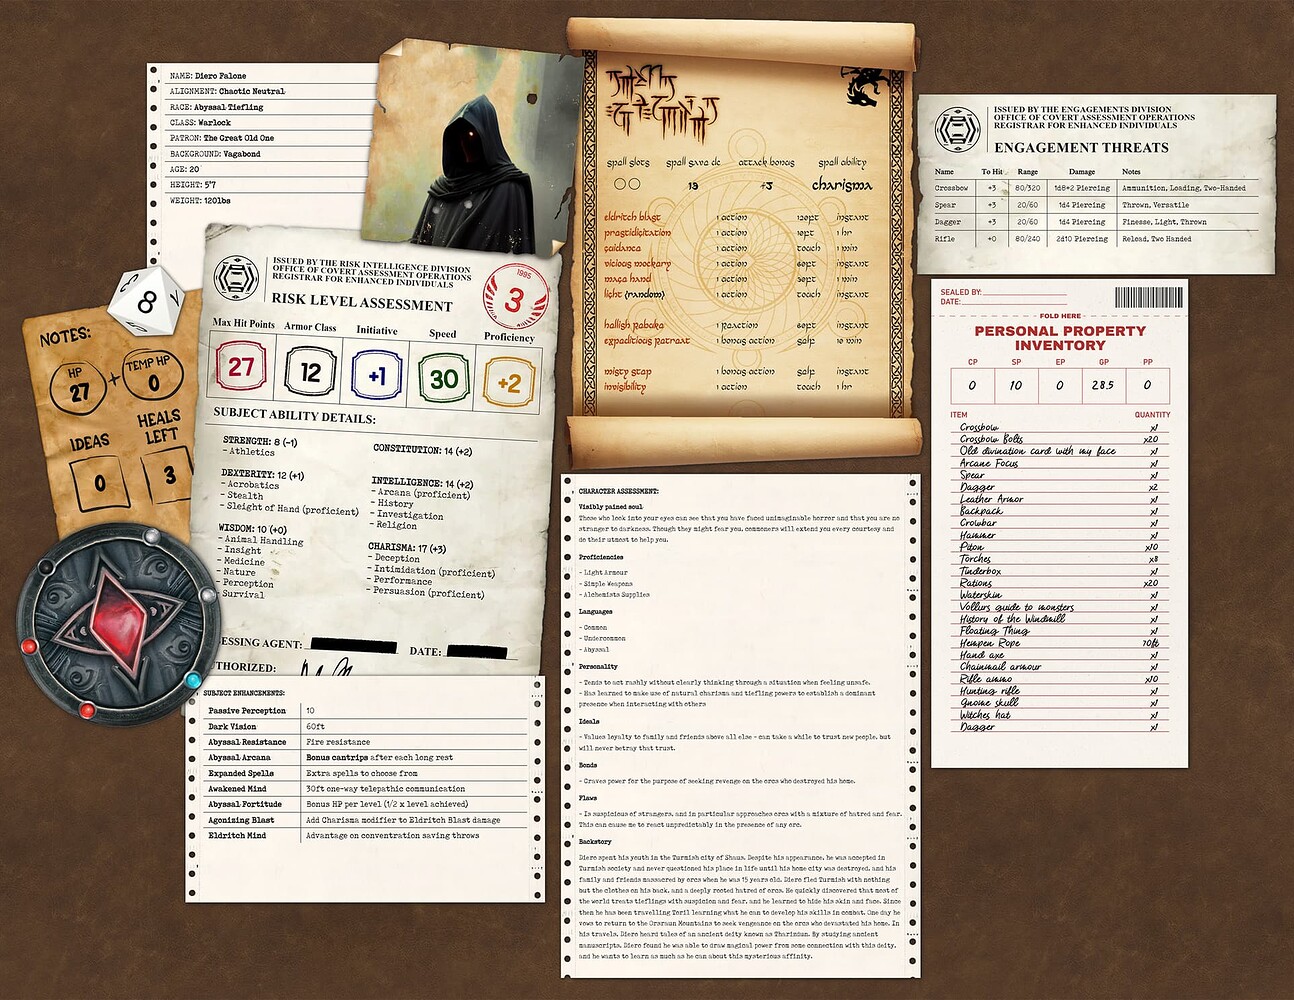 NAME: Diero Falone
ALIGNMENT: Chaotic Neutral
RACE: Abyssal Tiefling
CLASS: Warlock
PATRON: The Great Old One
BACKGROUND: Vagabond
AGE: 20
HEIGHT: 5'7
WEIGHT: 120lbs
8
NOTES:
HP
27
+
TEMP HP
0
IDEAS
0
HEALS
LEFT
3
ISSUED BY THE RISK INTELLIGENCE DIVISION
OFFICE OF COVERT ASSESSMENT OPERATIONS
REGISTRAR FOR ENHANCED INDIVIDUALS
RISK LEVEL ASSESSMENT
1995
3
Max Hit Points Armor Class Initiative Speed Proficiency
27 12 +1 30 +2
SUBJECT ABILITY DETAILS:
STRENGTH: 8 (-1)
- Athletics
DEXTERITY: 12 (+1)
- Acrobatics
- Stealth
- Sleight of Hand (proficient)
WISDOM: 10 (+0)
- Animal Handling
- Insight
- Medicine
- Nature
- Perception
- Survival
CONSTITUTION: 14 (+2)
INTELLIGENCE: 14 (+2)
- Arcana (proficient)
- History
- Investigation
- Religion
CHARISMA: 17 (+3)
- Deception
- Intimidation (proficient)
- Performance
- Persuasion (proficient)
ESSING AGENT: DATE:
THORIZED:
SUBJECT ENHANCEMENTS:
Passive Perception 10
Dark Vision 60ft
Abyssal Resistance Fire resistance
Abyssal Arcana Bonus cantrips after each long rest
Expanded Spells Extra spells to choose from
Awakened Mind 30ft one-way telepathic communication
Abyssal Fortitude Bonus HP per level (1/2 x level achieved)
Agonizing Blast Add Charisma modifier to Eldritch Blast damage
Eldritch Mind Advantage on conventration saving throws
spell slots spell save dc attack bonus spell ability
13 +5 charisma
eldritch blast 1 action 120ft instant
prestidigitation 1 action 10ft 1 hr
guidance 1 action touch 1 min
vicious mockery 1 action 60ft instant
mage hand 1 action 30ft 1 min
light (random) 1 action touch instant
hellish rebuke 1 reaction 60ft instant
expeditious retreat 1 bonus action self 1 hr
misty step 1 bonus action self instant
invisibility 1 action touch 1 hr
CHARACTER ASSESSMENT:
Visibly pained soul
Those who look into your eyes can see that you have faced unimaginable horror and that you are no
stranger to darkness. Though they might fear you, commoners will extend you every courtesy and
do their utmost to help you.
Proficiencies
- Light Armour
- Simple Weapons
- Alchemists Supplies
Languages
- Common
- Undercommon
- Abyssal
Personality
- Tends to act rashly without clearly thinking through a situation when feeling unsafe.
- Has learned to make use of natural charisma and tiefling powers to establish a dominant
presence when interacting with others
Ideals
- Values loyalty to family and friends above all else - can take a while to trust new people, but
will never betray that trust.
Bonds
- Craves power for the purpose of seeking revenge on the orcs who destroyed his home.
Flaws
- Is suspicious of strangers, and in particular approaches orcs with a mixture of hatred and fear.
This can cause me to react unpredictably in the presence of any orc.
Backstory
Diero spent his youth in the Turmish city of Shaus. Despite his appearance, he was accepted in
Turmish society and never questioned his place in life until his home city was destroyed, and his
family and friends massacred by orcs when he was 15 years old. Diero fled Turmish with nothing
but the clothes on his back, and a deeply rooted hatred of orcs. He quickly discovered that most of
the world treats tieflings with suspicion and fear, and he learned to hide his skin and face. Since
then he has been travelling Toril learning what he can to develop his skills in combat. One day he
vows to return to the Orsraun Mountains to seek vengeance on the orcs who devastated his home. In
his travels, Diero heard tales of an ancient deity known as Tharizdun. By studying ancient
manuscripts, Diero found he was able to draw magical power from some connection with this deity,
and he wants to learn as much as he can about this mysterious affinity.
ISSUED BY THE ENGAGEMENTS DIVISION
OFFICE OF COVERT ASSESSMENT OPERATIONS
REGISTRAR FOR ENHANCED INDIVIDUALS
ENGAGEMENT THREATS
Name To Hit Range Damage Notes
Crossbow +3 80/320 1d8+2 Piercing Ammunition, Loading, Two-Handed
Spear +3 20/60 1d4 Piercing Thrown, Versatile
Dagger +3 20/60 1d4 Piercing Finesse, Light, Thrown
Rifle +0 80/240 2d10 Piercing Reload, Two Handed
SEALED BY:
DATE:
FOLD HERE
PERSONAL PROPERTY
INVENTORY
CP SP EP GP PP
0 10 0 28.5 0
ITEM QUANTITY
Crossbow x1
Crossbow Bolts x20
Old divination card with my face x1
Arcane Focus x1
Spear x1
Dagger x2
Leather Armor x1
Backpack x1
Crowbar x1
Hammer x1
Piton x10
Torches x8
Tinderbox x1
Rations x20
Waterskin x1
Vollurs guide to monsters x1
History of the Windmill x1
Floating Thing x1
Hempen Rope 70ft
Hand axe x1
Chainmail armour x1
Rifle ammo x10
Hunting rifle x1
Gnome skull x1
Witches hat x1
Dagger x1